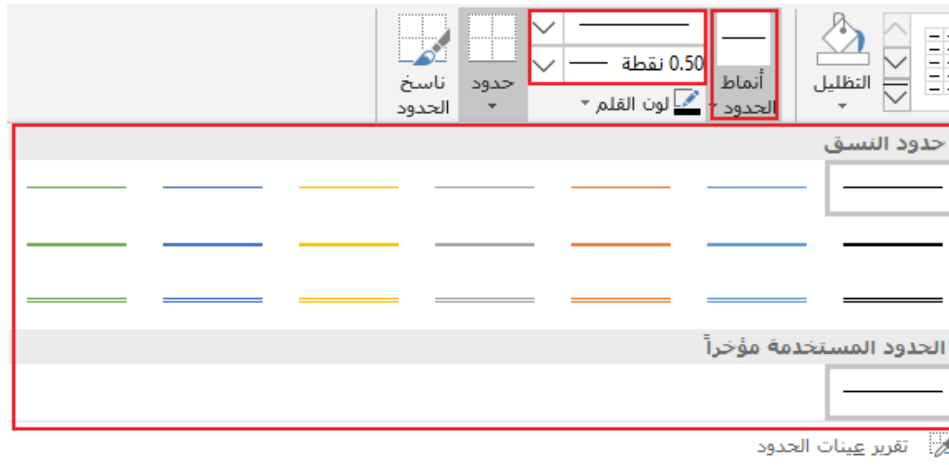 التظليل
أنماط
الحدود
0.50 نقطة
لون القلم
حدود
ناسخ
الحدود
حدود النسق
الحدود المستخدمة مؤخراً
تقرير عينات الحدود